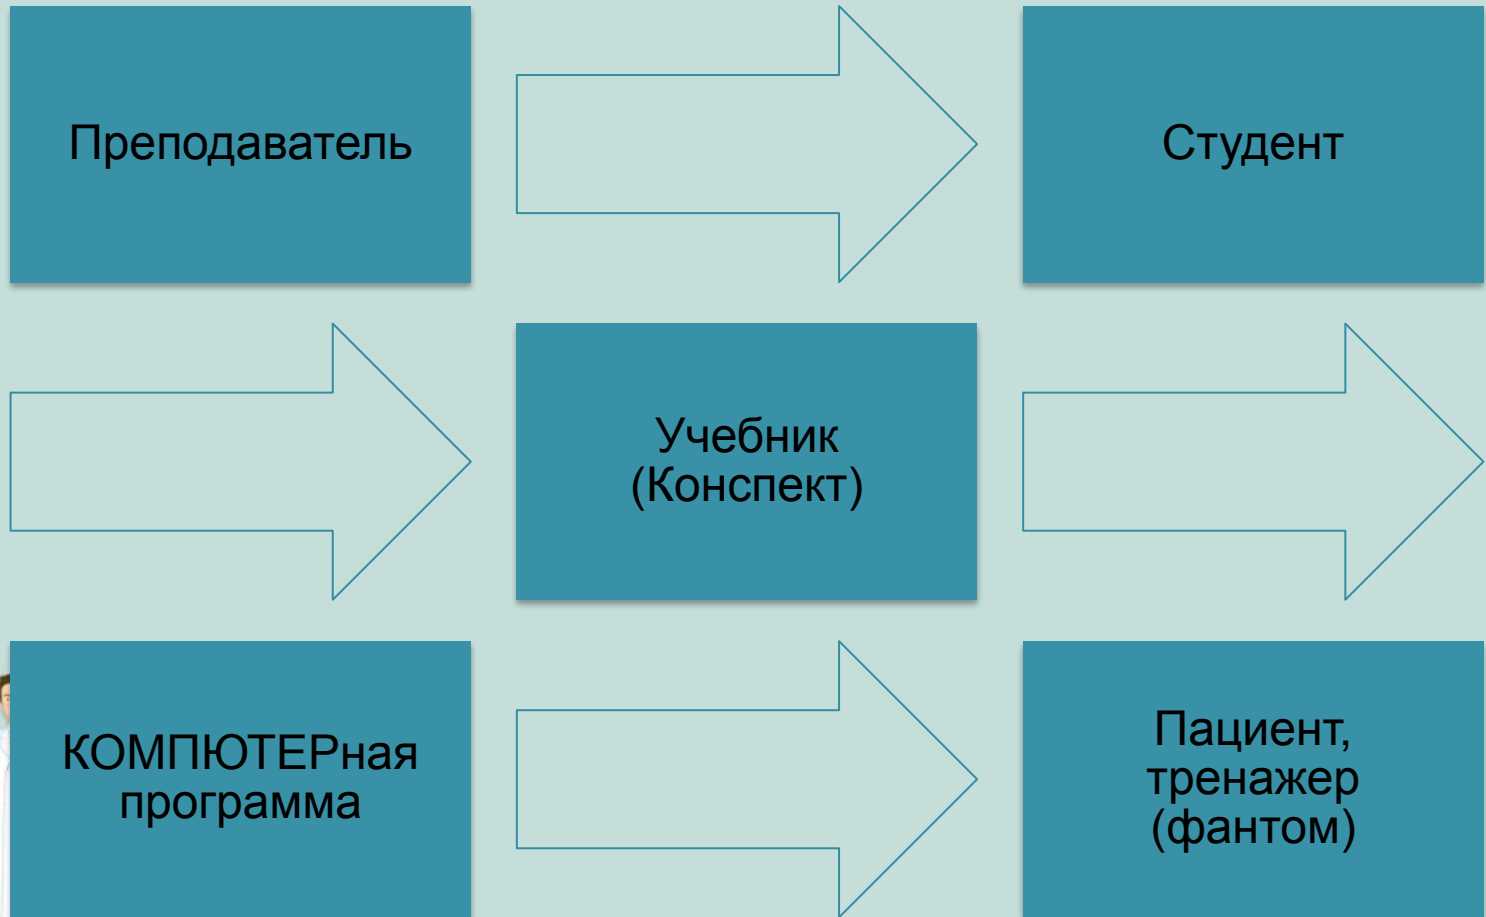 Преподаватель
Студент
Учебник
(Конспект)
КОМПЮТЕРная
программа
Пациент,
тренажер
(фантом)